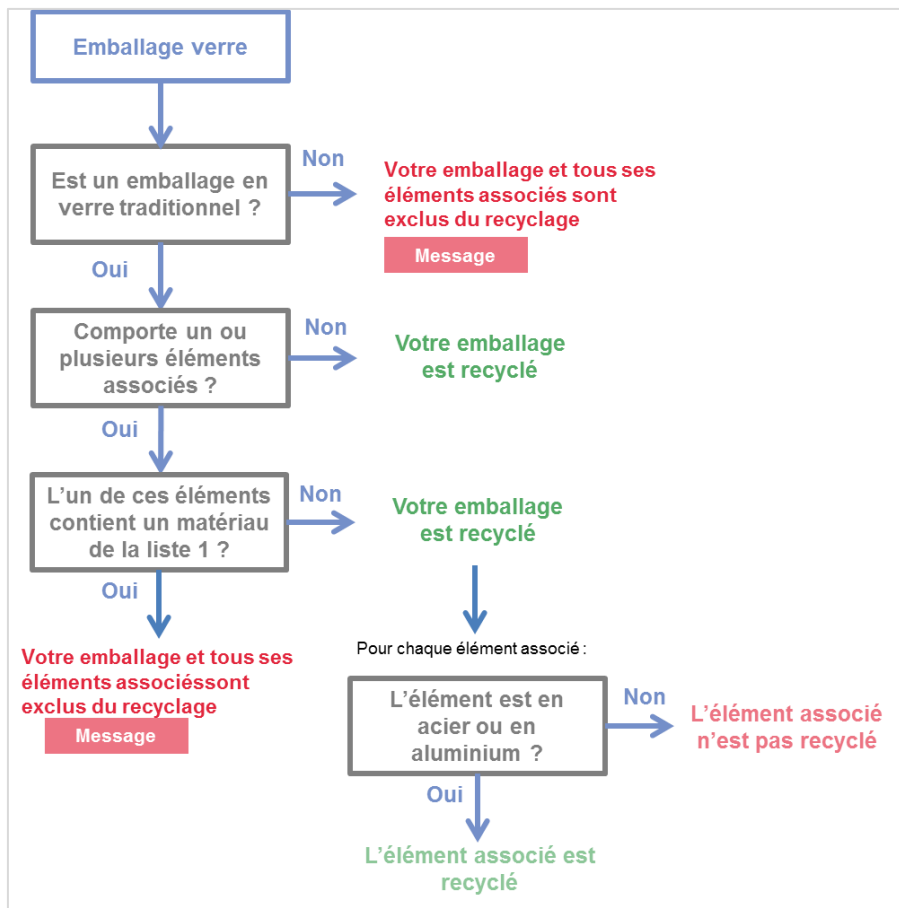 Emballage verre
Est un emballage en
verre traditionnel ?
Non
Votre emballage et tous ses
éléments associés sont
exclus du recyclage
Message
Oui
Comporte un ou
plusieurs éléments
associés ?
Non
Votre emballage
est recyclé
Oui
L'un de ces éléments
contient un matériau
de la liste 1 ?
Non
Votre emballage
est recyclé
Oui
Votre emballage et tous ses
éléments associéssont
exclus du recyclage
Message
Pour chaque élément associé :
L'élément est en
acier ou en
aluminium ?
Non
L'élément associé
n'est pas recyclé
Oui
L'élément associé est
recyclé